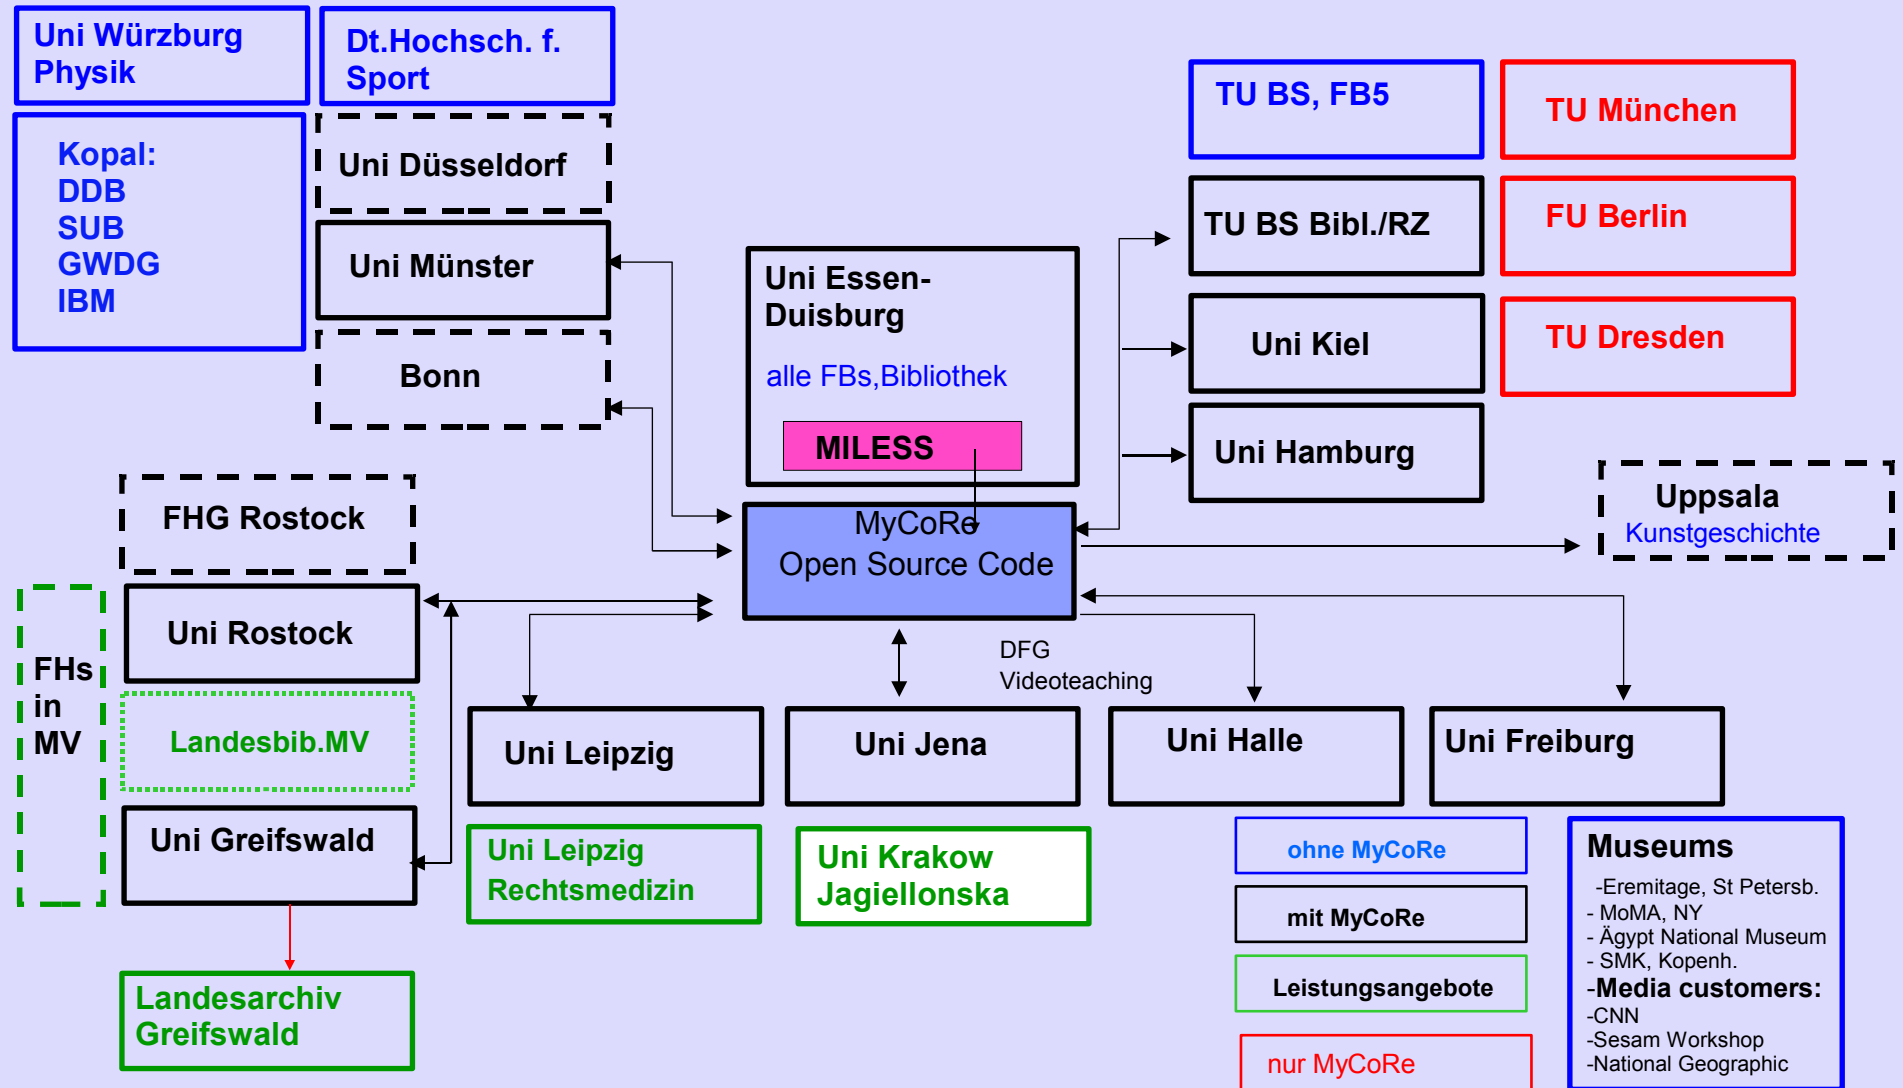 Uni Würzburg
Physik
Dt.Hochsch. f.
Sport
Kopal:
DDB
SUB
GWDG
IBM
Uni Düsseldorf
Uni Münster
Bonn
Uni Essen-
Duisburg
alle FBs,Bibliothek
MILESS
MyCoRe
Open Source Code
TU BS, FB5
TU München
TU BS Bibl./RZ
FU Berlin
Uni Kiel
TU Dresden
Uni Hamburg
Uppsala
Kunstgeschichte
FHG Rostock
FHs
in
MV
Uni Rostock
Landesbib.MV
Uni Greifswald
Landesarchiv
Greifswald
DFG
Videoteaching
Uni Leipzig
Uni Jena
Uni Halle
Uni Freiburg
Uni Leipzig
Rechtsmedizin
Uni Krakow
Jagiellonska
ohne MyCoRe
mit MyCoRe
Leistungsangebote
nur MyCoRe
Museums
-Eremitage, St Petersb.
- MoMA, NY
- Ägypt National Museum
- SMK, Kopenh.
-Media customers:
-CNN
-Sesam Workshop
-National Geographic